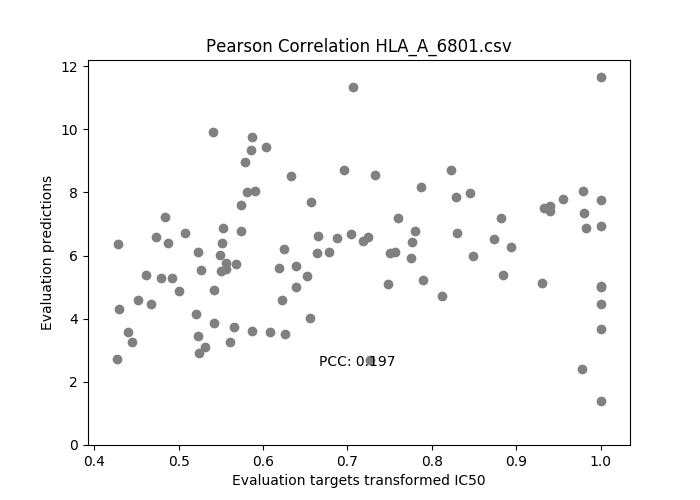 Pearson Correlation HLA_A_6801.csv
12
10
8
6
4
2
0
Evaluation predictions
PCC: 0.197
0.4 0.5 0.6 0.7 0.8 0.9 1.0
Evaluation targets transformed IC50